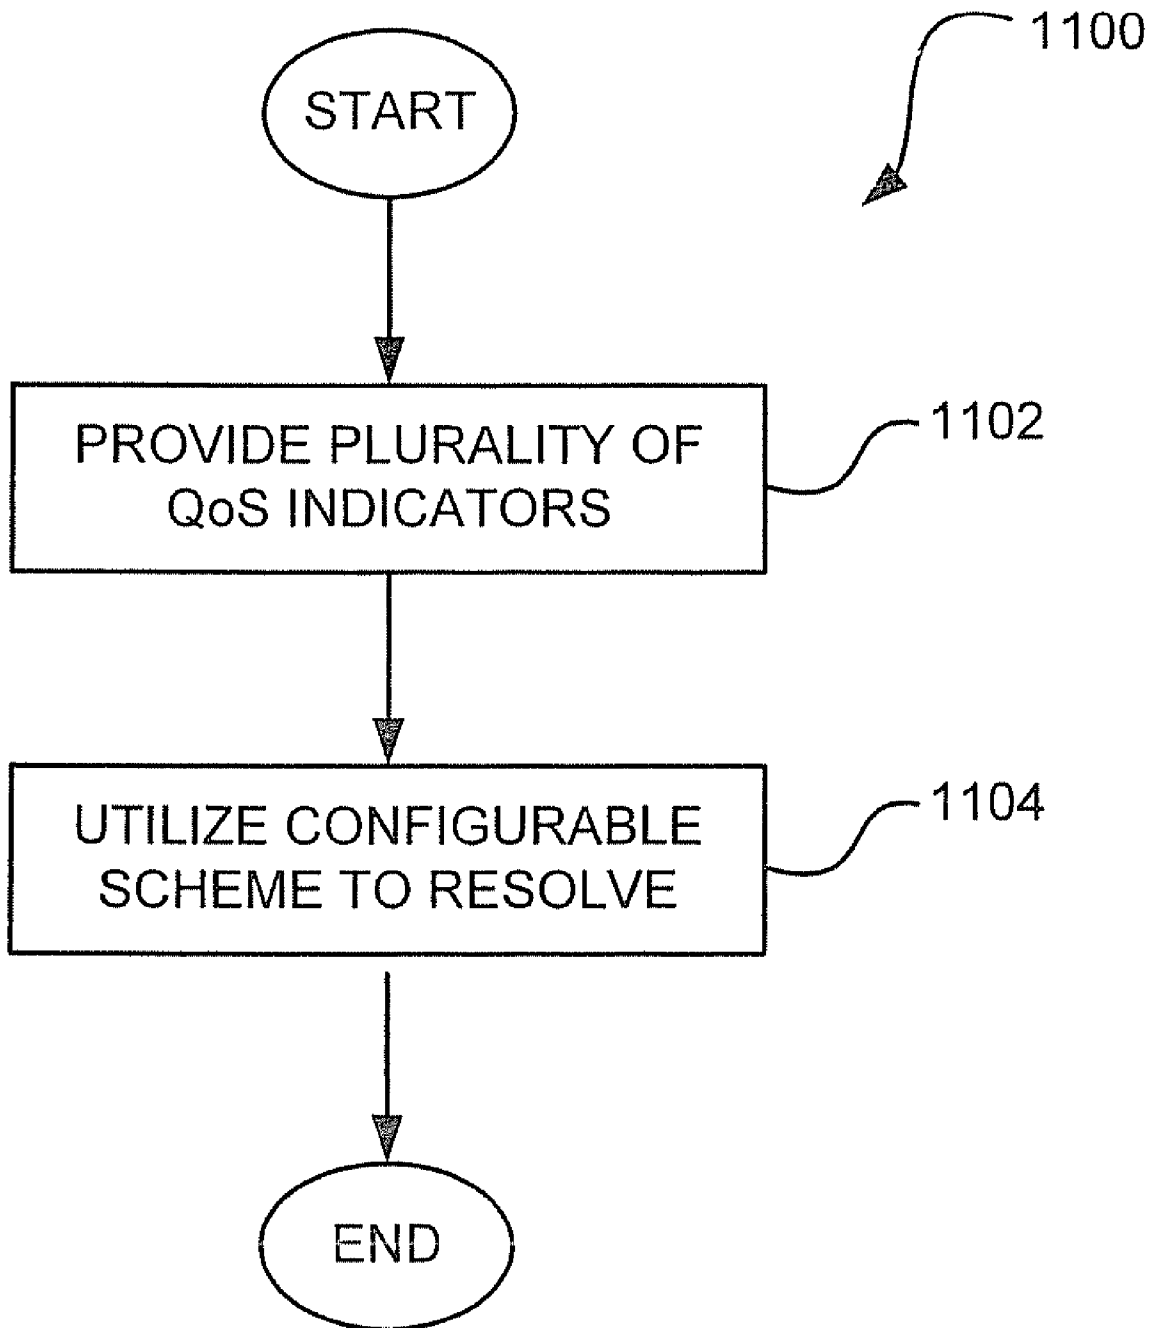 1100
START
PROVIDE PLURALITY OF
QoS INDICATORS
1102
UTILIZE CONFIGURABLE
SCHEME TO RESOLVE
1104
END